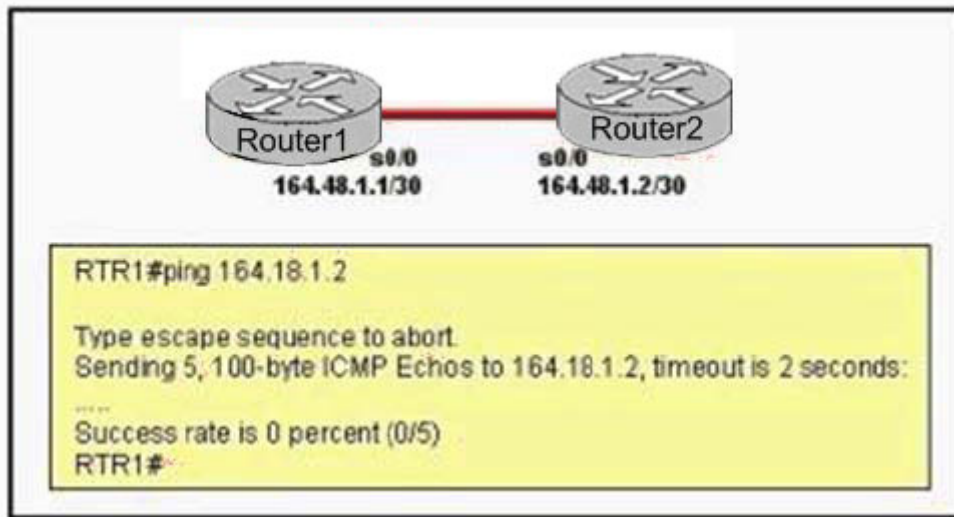 Router1
Router2
s0/0
s0/0
164.48.1.1/30
164.48.1.2/30
RTR1#ping 164.18.1.2
Type escape sequence to abort.
Sending 5, 100-byte ICMP Echos to 164.18.1.2, timeout is 2 seconds:
.....
Success rate is 0 percent (0/5)
RTR1#